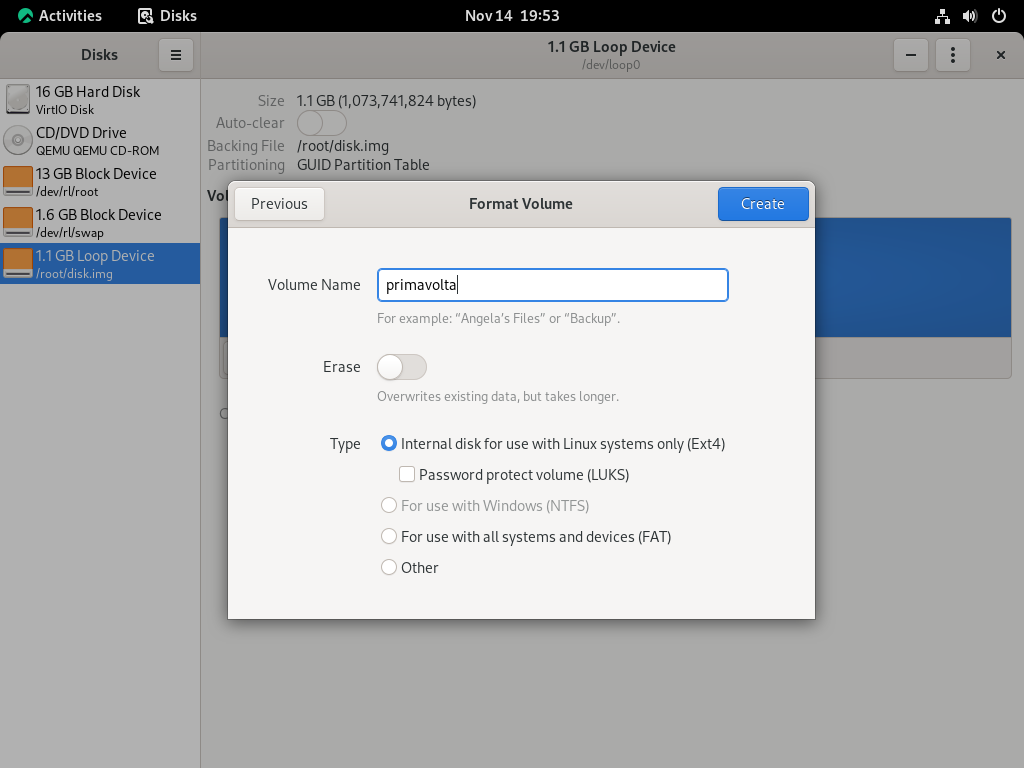 Activities
Disks
Nov 14 19:53
Disks
1.1 GB Loop Device
/dev/loop0
16 GB Hard Disk
VirtIO Disk
CD/DVD Drive
QEMU QEMU CD-ROM
13 GB Block Device
/dev/rl/root
1.6 GB Block Device
/dev/rl/swap
1.1 GB Loop Device
/root/disk.img
Size 1.1 GB (1,073,741,824 bytes)
Auto-clear
Backing File /root/disk.img
Partitioning GUID Partition Table
Previous
Format Volume
Create
Volume Name primavolta
For example: “Angela’s Files” or “Backup”.
Erase
Overwrites existing data, but takes longer.
Type Internal disk for use with Linux systems only (Ext4)
Password protect volume (LUKS)
For use with Windows (NTFS)
For use with all systems and devices (FAT)
Other